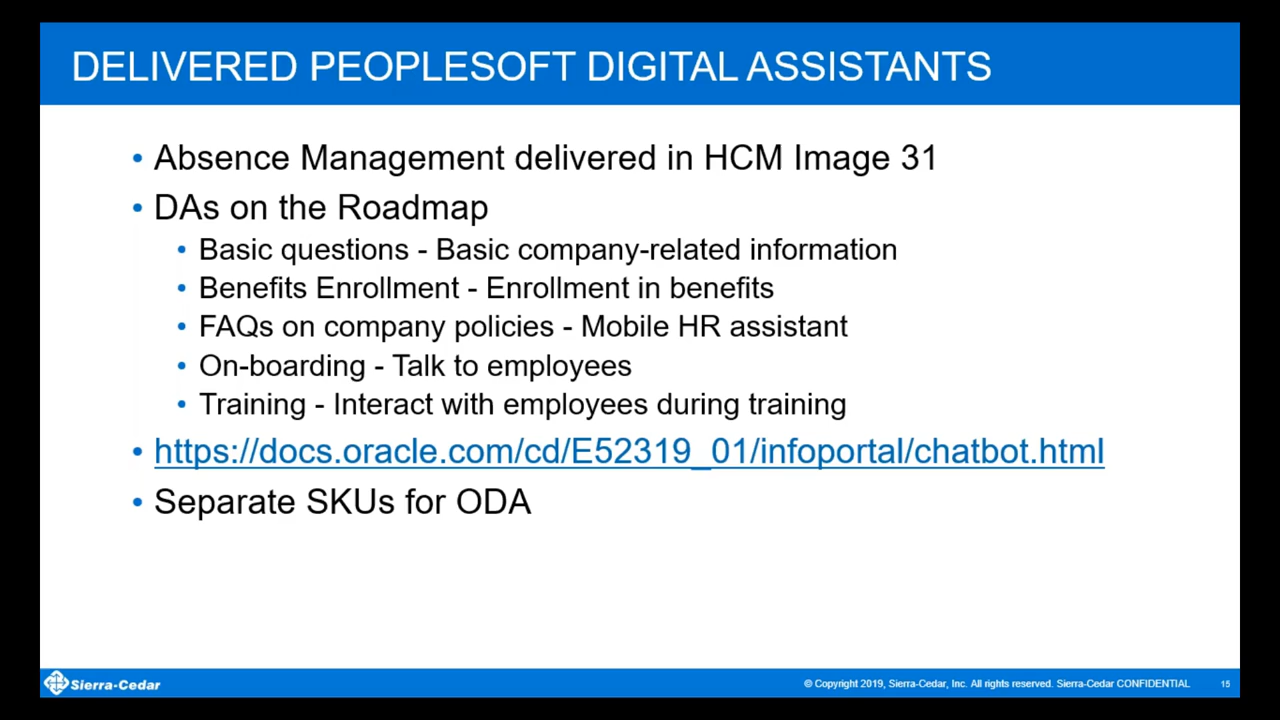 DELIVERED PEOPLESOFT DIGITAL ASSISTANTS
• Absence Management delivered in HCM Image 31
• DAs on the Roadmap
• Basic questions - Basic company-related information
• Benefits Enrollment - Enrollment in benefits
• FAQs on company policies - Mobile HR assistant
• On-boarding - Talk to employees
• Training - Interact with employees during training
• https://docs.oracle.com/cd/E52319_01/infoportal/chatbot.html
• Separate SKUs for ODA
Sierra-Cedar
© Copyright 2019, Sierra-Cedar, Inc. All rights reserved. Sierra-Cedar CONFIDENTIAL 15